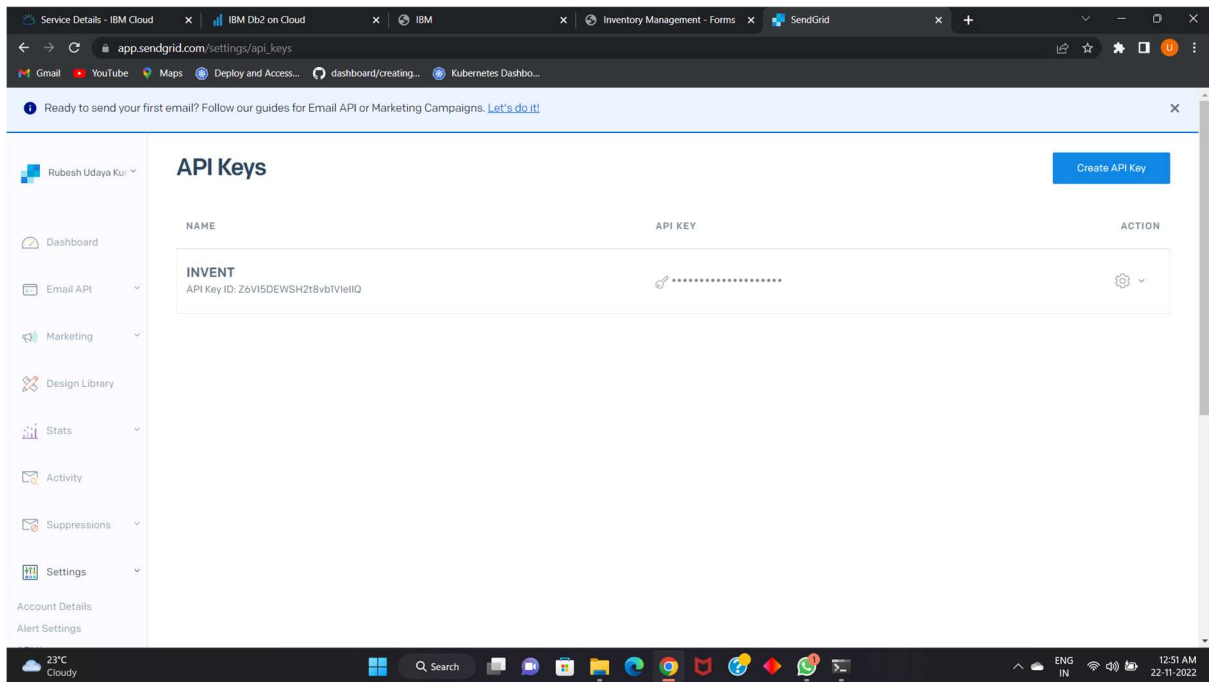 Service Details - IBM Cloud
IBM Db2 on Cloud
IBM
Inventory Management - Forms
SendGrid
app.sendgrid.com/settings/api_keys
U
Gmail
YouTube
Maps
Deploy and Access...
dashboard/creating...
Kubernetes Dashbo...
Ready to send your first email? Follow our guides for Email API or Marketing Campaigns. Let's do it!
Rubesh Udaya Kur
API Keys
Create API Key
NAME
API KEY
ACTION
INVENT
API Key ID: Z6VI5DEWSH2t8vb1VIeIIQ
Dashboard
Email API
Marketing
Design Library
Stats
Activity
Suppressions
Settings
Account Details
Alert Settings
23°C
Cloudy
Search
1
ENG
IN
12:51 AM
22-11-2022